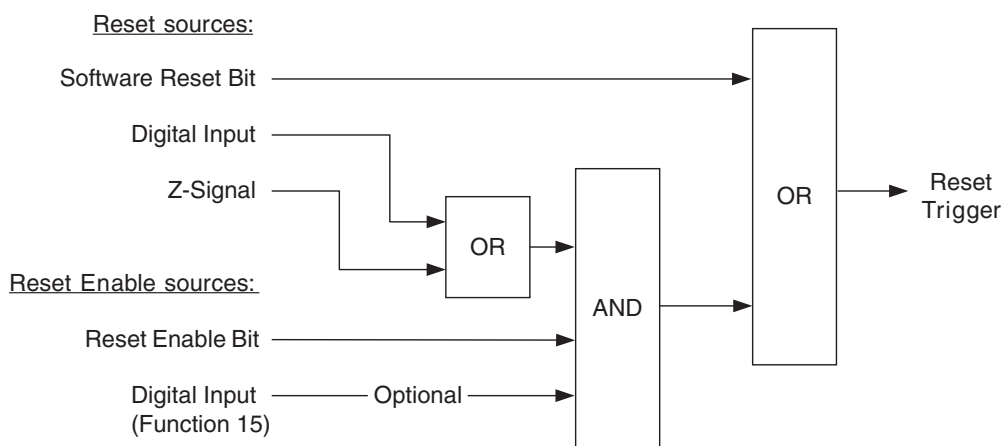 Reset sources:
Software Reset Bit
Digital Input
Z-Signal
OR
OR
Reset
Trigger
Reset Enable sources:
AND
Reset Enable Bit
Digital Input
(Function 15)
Optional